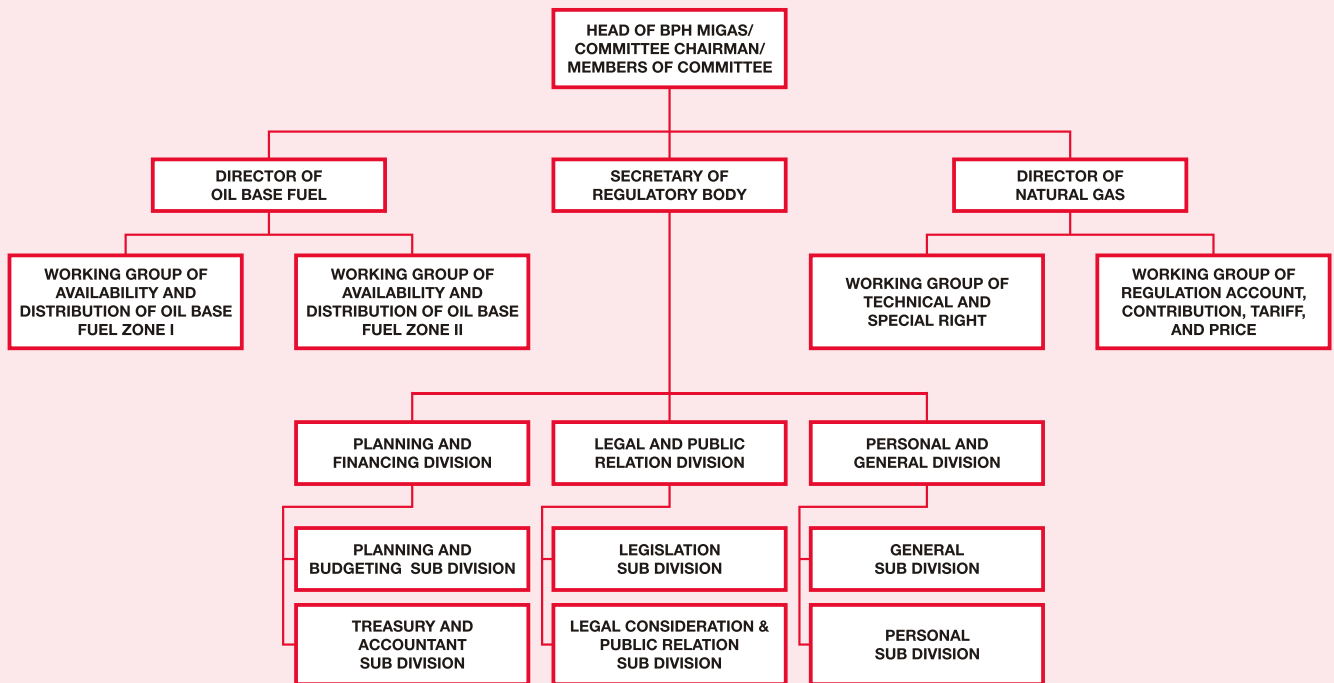 HEAD OF BPH MIGAS/
COMMITTEE CHAIRMAN/
MEMBERS OF COMMITTEE
DIRECTOR OF
OIL BASE FUEL
SECRETARY OF
REGULATORY BODY
DIRECTOR OF
NATURAL GAS
WORKING GROUP OF
AVAILABILITY AND
DISTRIBUTION OF OIL BASE
FUEL ZONE I
WORKING GROUP OF
AVAILABILITY AND
DISTRIBUTION OF OIL BASE
FUEL ZONE II
WORKING GROUP OF
TECHNICAL AND
SPECIAL RIGHT
WORKING GROUP OF
REGULATION ACCOUNT,
CONTRIBUTION, TARIFF,
AND PRICE
PLANNING AND
FINANCING DIVISION
LEGAL AND PUBLIC
RELATION DIVISION
PERSONAL AND
GENERAL DIVISION
PLANNING AND
BUDGETING SUB DIVISION
LEGISLATION
SUB DIVISION
GENERAL
SUB DIVISION
TREASURY AND
ACCOUNTANT
SUB DIVISION
LEGAL CONSIDERATION &
PUBLIC RELATION
SUB DIVISION
PERSONAL
SUB DIVISION